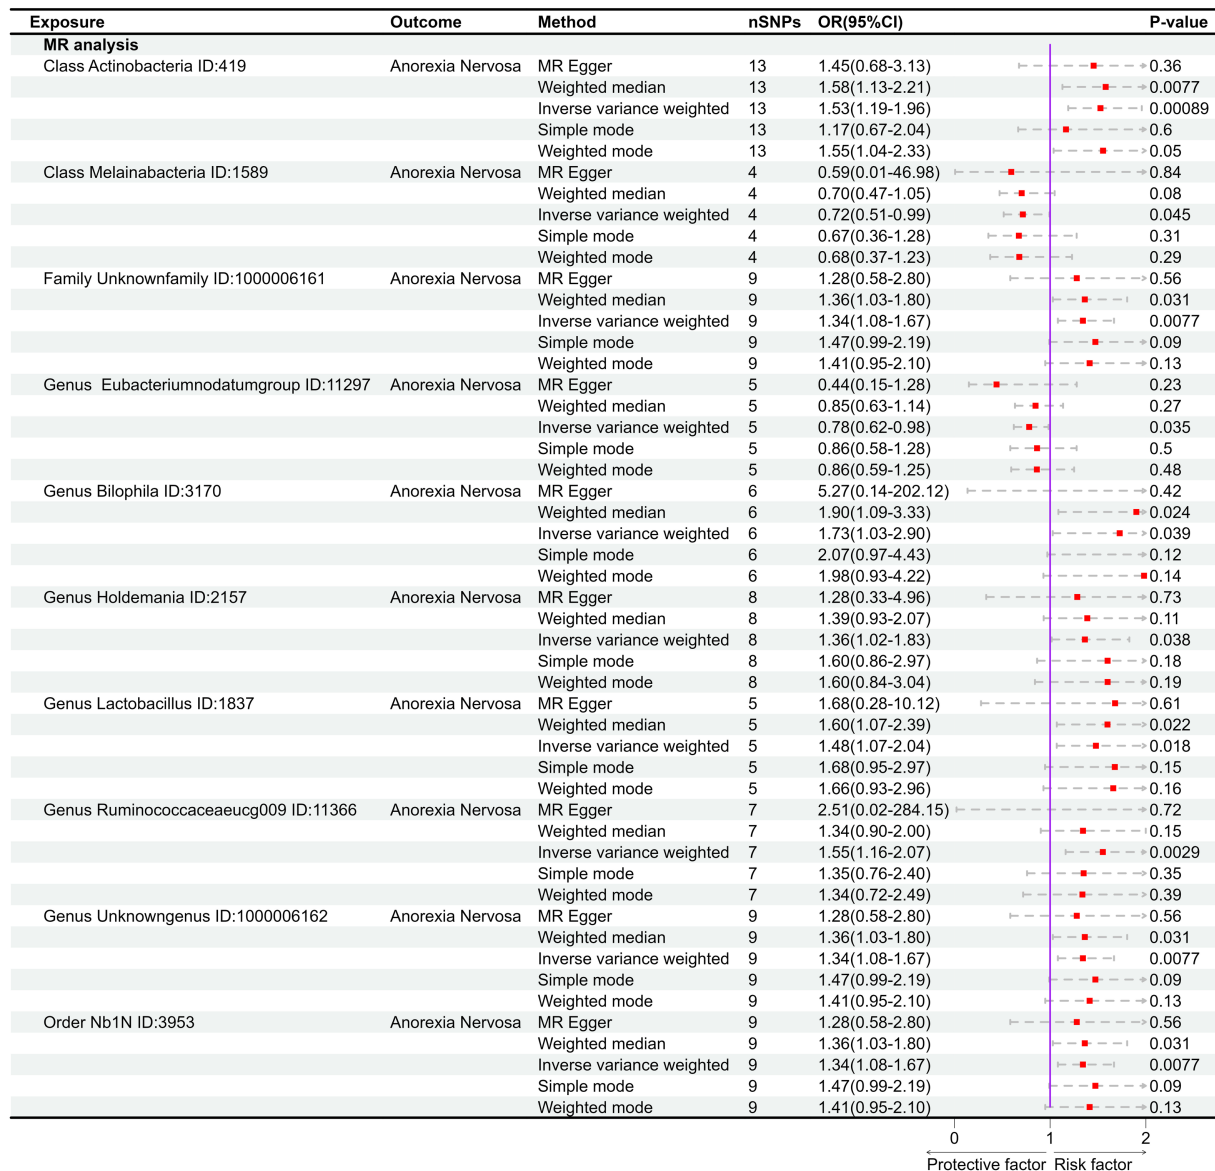 Exposure Outcome Method nSNPs OR(95%CI) P-value
MR analysis
Class Actinobacteria ID:419 Anorexia Nervosa MR Egger 13 1.45(0.68-3.13) 0.36
Weighted median 13 1.58(1.13-2.21) 0.0077
Inverse variance weighted 13 1.53(1.19-1.96) 0.00089
Simple mode 13 1.17(0.67-2.04) 0.6
Weighted mode 13 1.55(1.04-2.33) 0.05
Class Melainabacteria ID:1589 Anorexia Nervosa MR Egger 4 0.59(0.01-46.98) 0.84
Weighted median 4 0.70(0.47-1.05) 0.08
Inverse variance weighted 4 0.72(0.51-0.99) 0.045
Simple mode 4 0.67(0.36-1.28) 0.31
Weighted mode 4 0.68(0.37-1.23) 0.29
Family Unknownfamily ID:1000006161 Anorexia Nervosa MR Egger 9 1.28(0.58-2.80) 0.56
Weighted median 9 1.36(1.03-1.80) 0.031
Inverse variance weighted 9 1.34(1.08-1.67) 0.0077
Simple mode 9 1.47(0.99-2.19) 0.09
Weighted mode 9 1.41(0.95-2.10) 0.13
Genus Eubacteriumnodatumgroup ID:11297 Anorexia Nervosa MR Egger 5 0.44(0.15-1.28) 0.23
Weighted median 5 0.85(0.63-1.14) 0.27
Inverse variance weighted 5 0.78(0.62-0.98) 0.035
Simple mode 5 0.86(0.58-1.28) 0.5
Weighted mode 5 0.86(0.59-1.25) 0.48
Genus Bilophila ID:3170 Anorexia Nervosa MR Egger 6 5.27(0.14-202.12) 0.42
Weighted median 6 1.90(1.09-3.33) 0.024
Inverse variance weighted 6 1.73(1.03-2.90) 0.039
Simple mode 6 2.07(0.97-4.43) 0.12
Weighted mode 6 1.98(0.93-4.22) 0.14
Genus Holdemania ID:2157 Anorexia Nervosa MR Egger 8 1.28(0.33-4.96) 0.73
Weighted median 8 1.39(0.93-2.07) 0.11
Inverse variance weighted 8 1.36(1.02-1.83) 0.038
Simple mode 8 1.60(0.86-2.97) 0.18
Weighted mode 8 1.60(0.84-3.04) 0.19
Genus Lactobacillus ID:1837 Anorexia Nervosa MR Egger 5 1.68(0.28-10.12) 0.61
Weighted median 5 1.60(1.07-2.39) 0.022
Inverse variance weighted 5 1.48(1.07-2.04) 0.018
Simple mode 5 1.68(0.95-2.97) 0.15
Weighted mode 5 1.66(0.93-2.96) 0.16
Genus Ruminococcaceaeucg009 ID:11366 Anorexia Nervosa MR Egger 7 2.51(0.02-284.15) 0.72
Weighted median 7 1.34(0.90-2.00) 0.15
Inverse variance weighted 7 1.55(1.16-2.07) 0.0029
Simple mode 7 1.35(0.76-2.40) 0.35
Weighted mode 7 1.34(0.72-2.49) 0.39
Genus Unknowngenus ID:1000006162 Anorexia Nervosa MR Egger 9 1.28(0.58-2.80) 0.56
Weighted median 9 1.36(1.03-1.80) 0.031
Inverse variance weighted 9 1.34(1.08-1.67) 0.0077
Simple mode 9 1.47(0.99-2.19) 0.09
Weighted mode 9 1.41(0.95-2.10) 0.13
Order Nb1N ID:3953 Anorexia Nervosa MR Egger 9 1.28(0.58-2.80) 0.56
Weighted median 9 1.36(1.03-1.80) 0.031
Inverse variance weighted 9 1.34(1.08-1.67) 0.0077
Simple mode 9 1.47(0.99-2.19) 0.09
Weighted mode 9 1.41(0.95-2.10) 0.13
0 1 2
Protective factor Risk factor